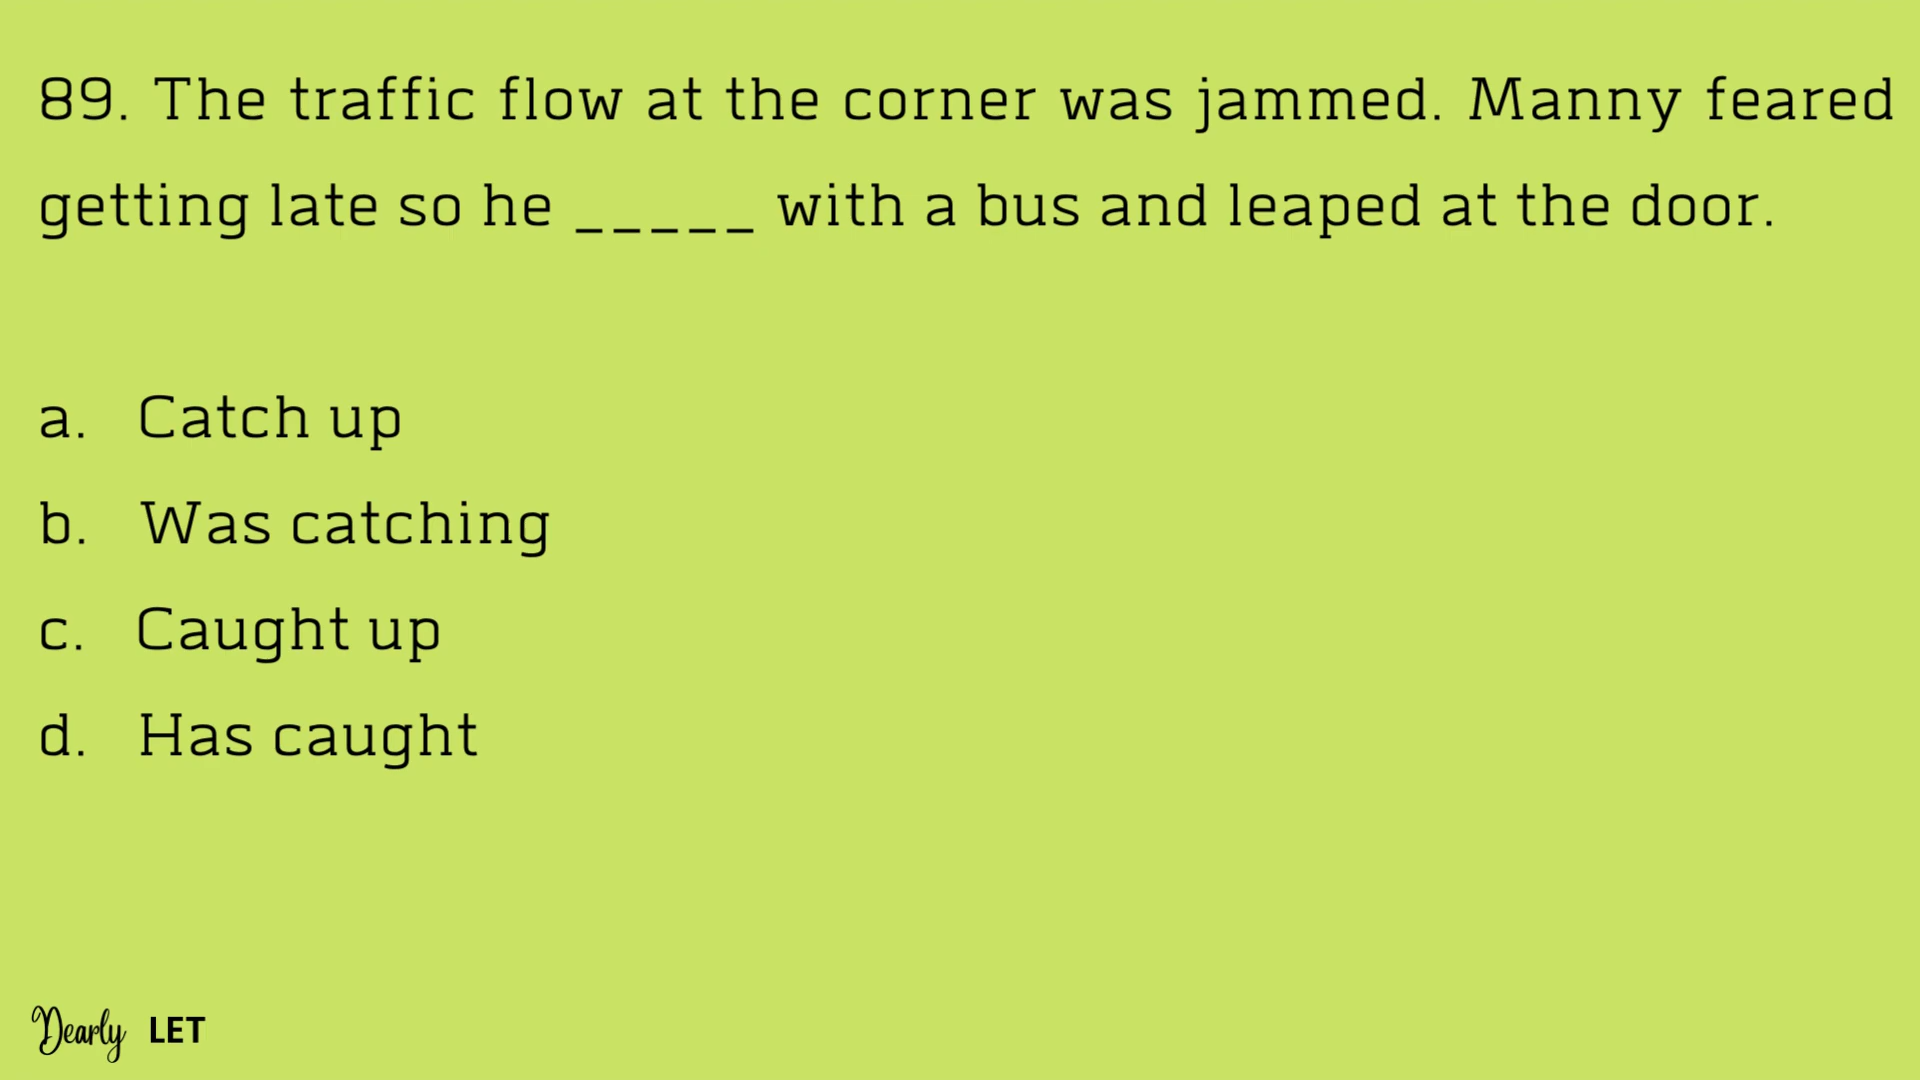 89. The traffic flow at the corner was jammed. Manny feared
getting late so he _____ with a bus and leaped at the door.
a. Catch up
b. Was catching
c. Caught up
d. Has caught
Dearly LET